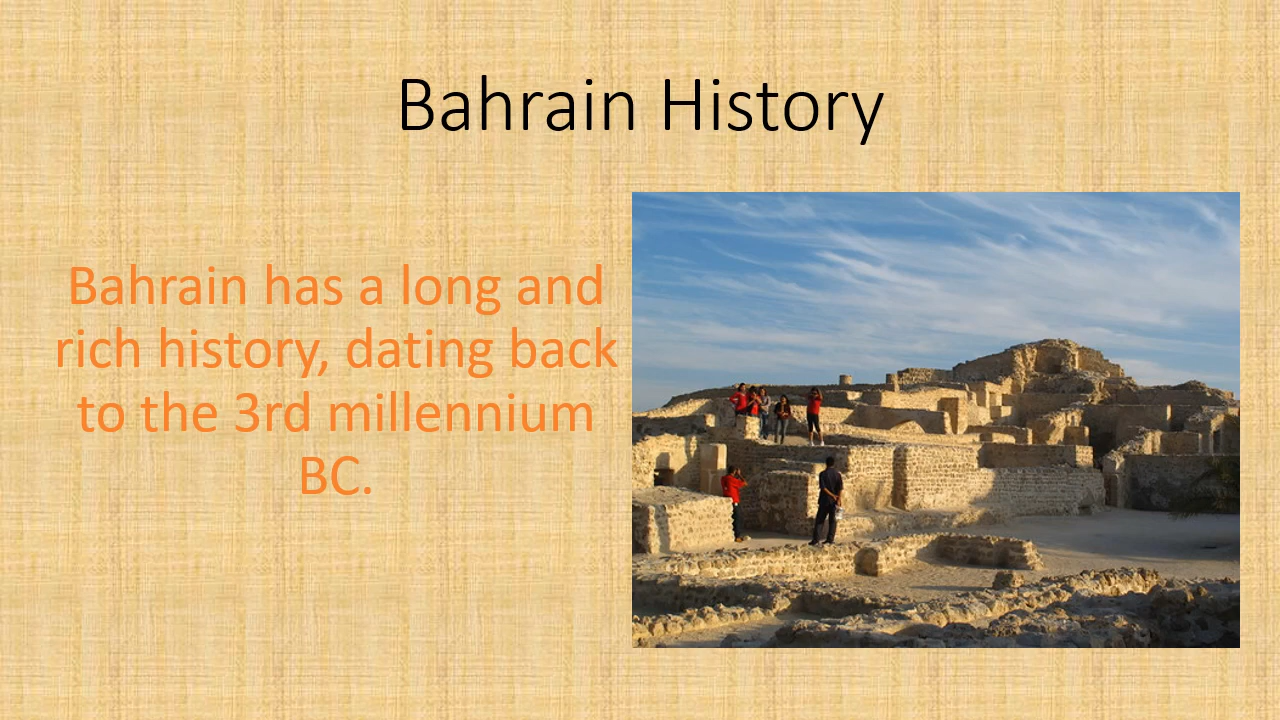 Bahrain History
Bahrain has a long and
rich history, dating back
to the 3rd millennium
BC.